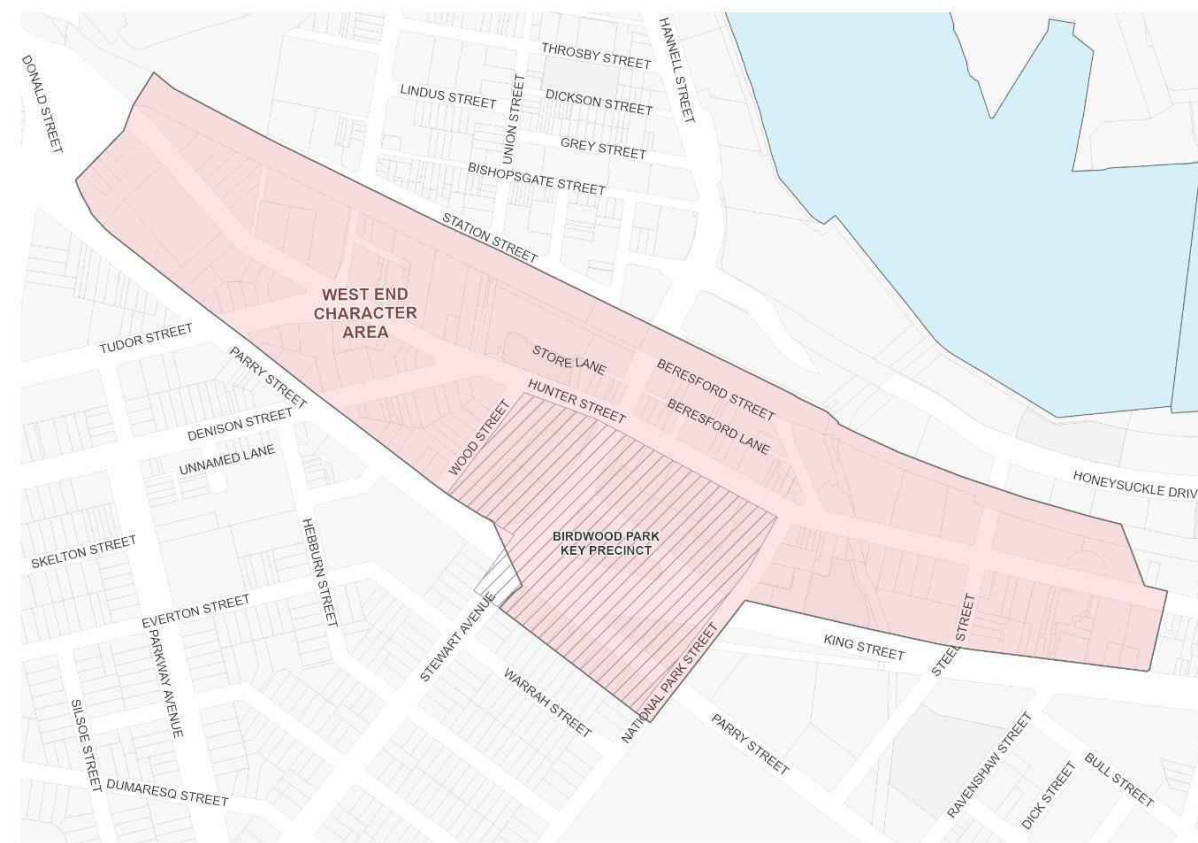 DONALD STREET
THROSBY STREET
HANNELL STREET
LINDUS STREET
UNION STREET
DICKSON STREET
GREY STREET
BISHOPSGATE STREET
STATION STREET
WEST END
CHARACTER
AREA
TUDOR STREET
PARRY STREET
STORE LANE
BERESFORD STREET
HUNTER STREET
BERESFORD LANE
DENISON STREET
WOOD STREET
UNNAMED LANE
HONEYSUCKLE DRIV
SKELTON STREET
HEBBURN STREET
BIRDWOOD PARK
KEY PRECINCT
EVERTON STREET
PARKWAY AVENUE
STEWART AVENUE
KING STREET
STEEL STREET
NATIONAL PARK STREET
WARRAH STREET
SILSOE STREET
PARRY STREET
RAVENSHAW STREET
BULL STREET
DICK STREET
DUMARESQ STREET